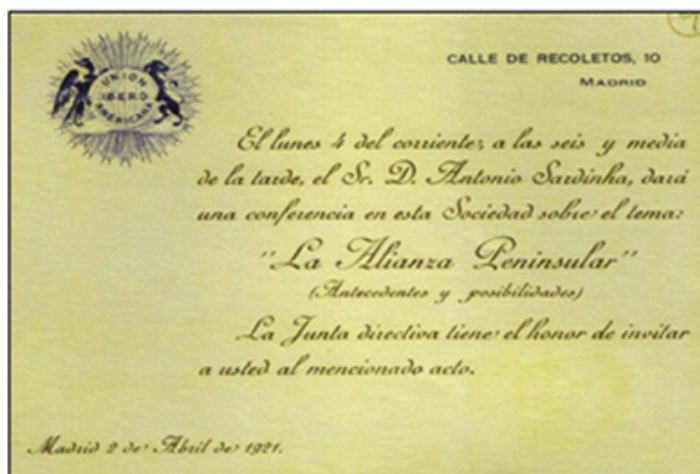 UNION
IBERO
AMERICANA
CALLE DE RECOLETOS, 10
MADRID
El lunes 4 del corriente, a las seis y media
de la tarde, el Sr. D. Antonio Sardinha, dará
una conferencia en esta Sociedad sobre el tema:
"La Alianza Peninsular"
(Antecedentes y posibilidades)
La Junta directiva tiene el honor de invitar
a usted al mencionado acto.
Madrid 2 de Abril de 1921.